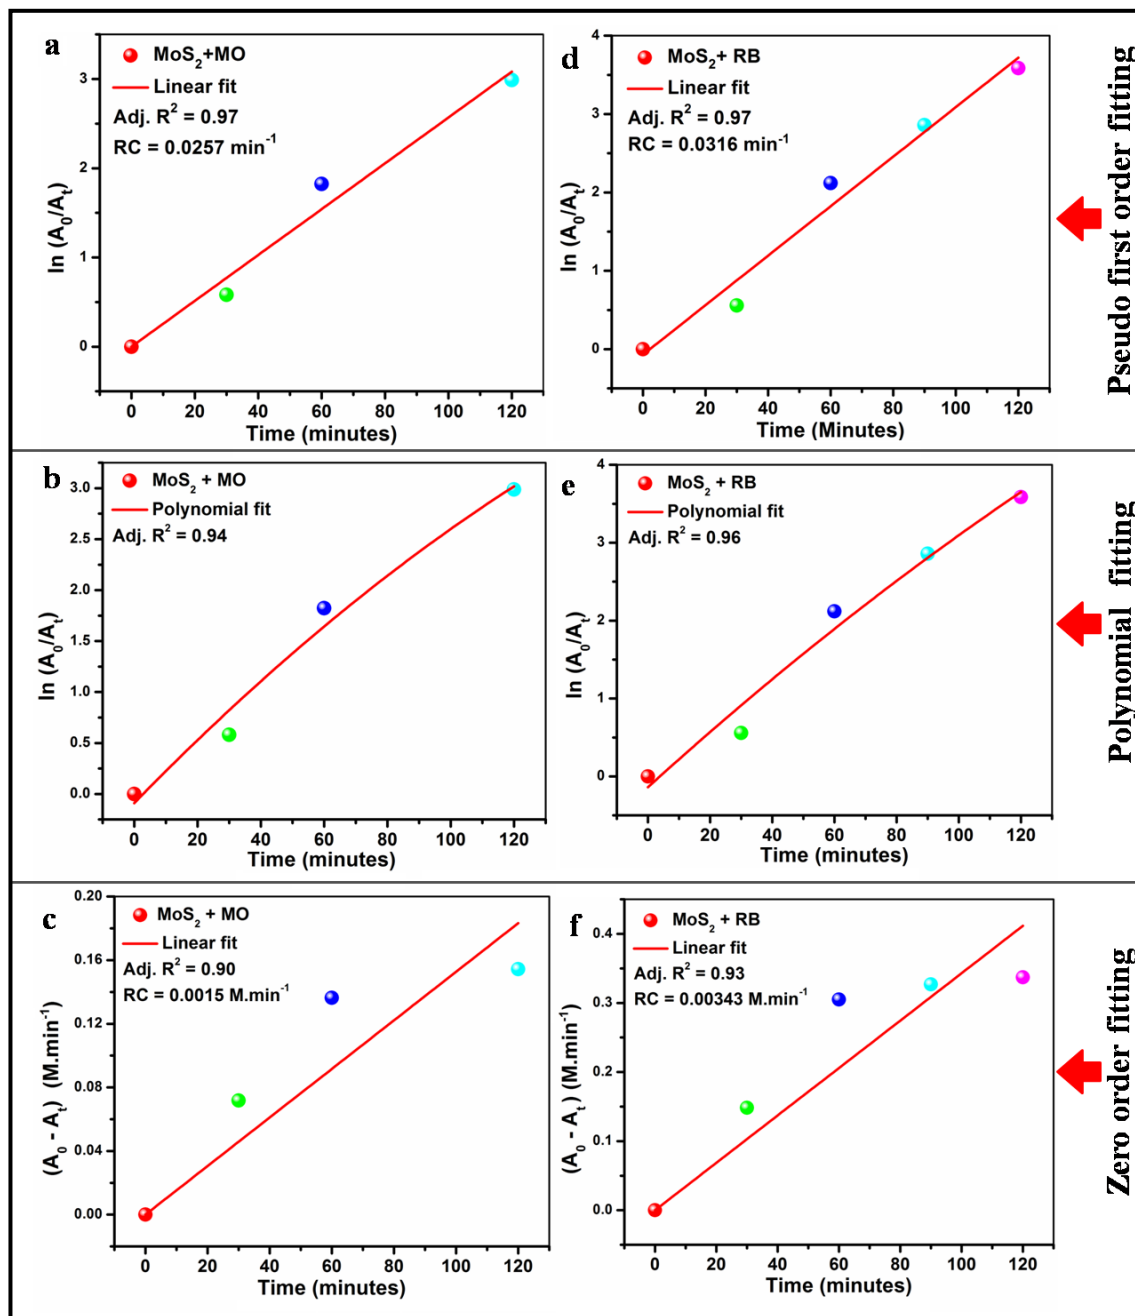 a
MoS2+MO
Linear fit
Adj. R² = 0.97
RC = 0.0257 min⁻¹
ln (A0/At)
3
2
1
0
0 20 40 60 80 100 120
Time (minutes)
d
MoS2+ RB
Linear fit
Adj. R² = 0.97
RC = 0.0316 min⁻¹
ln (A0/At)
4
3
2
1
0
0 20 40 60 80 100 120
Time (Minutes)
Pseudo first order fitting
b
MoS2 + MO
Polynomial fit
Adj. R² = 0.94
ln (A0/At)
3.0
2.5
2.0
1.5
1.0
0.5
0.0
0 20 40 60 80 100 120
Time (minutes)
e
MoS2 + RB
Polynomial fit
Adj. R² = 0.96
ln (A0/At)
4
3
2
1
0
0 20 40 60 80 100 120
Time (minutes)
Polynomial fitting
c
MoS2 + MO
Linear fit
Adj. R² = 0.90
RC = 0.0015 M.min⁻¹
(A0 - At) (M.min⁻¹)
0.20
0.16
0.12
0.08
0.04
0.00
0 20 40 60 80 100 120
Time (minutes)
f
MoS2 + RB
Linear fit
Adj. R² = 0.93
RC = 0.00343 M.min⁻¹
(A0 - At) (M.min⁻¹)
0.4
0.3
0.2
0.1
0.0
0 20 40 60 80 100 120
Time (minutes)
Zero order fitting